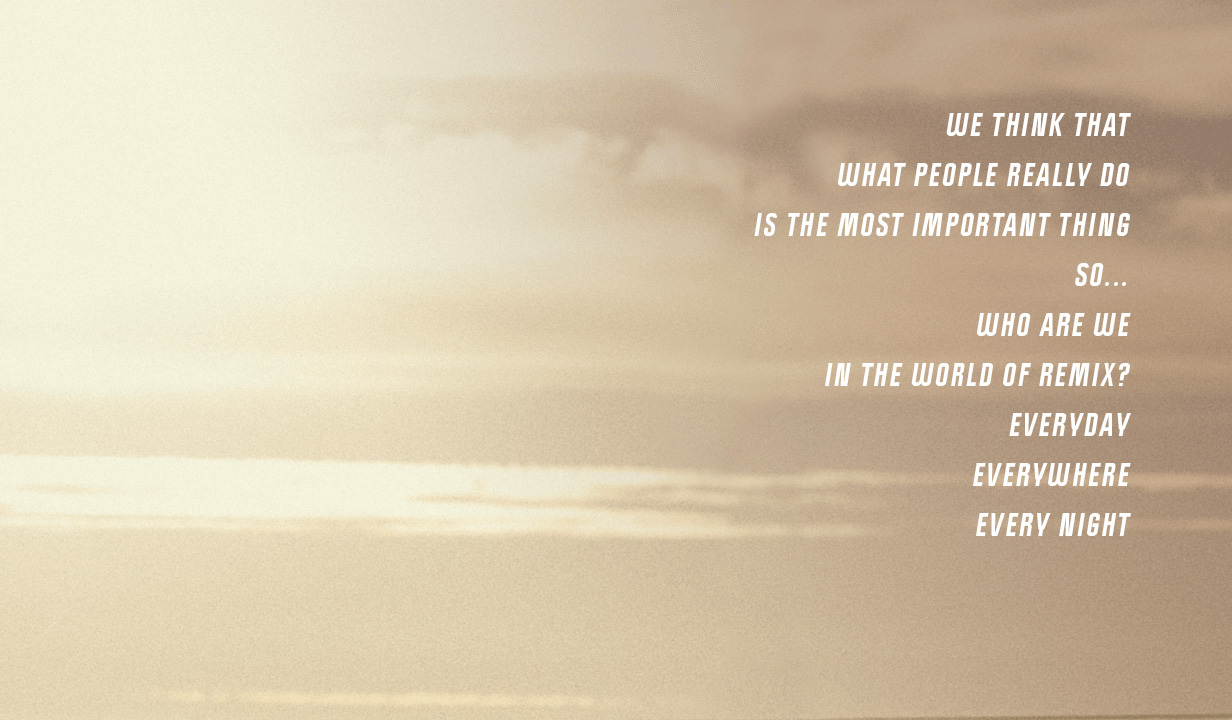 WE THINK THAT
WHAT PEOPLE REALLY DO
IS THE MOST IMPORTANT THING
SO...
WHO ARE WE
IN THE WORLD OF REMIX?
EVERYDAY
EVERYWHERE
EVERY NIGHT